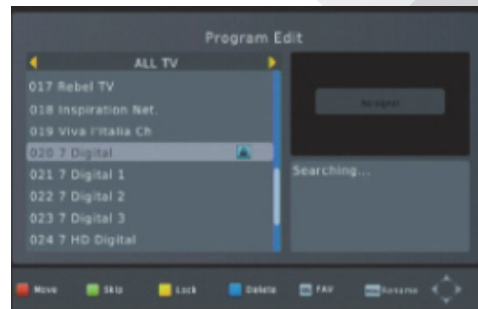 Program Edit
ALL TV
017 Rebel TV
018 Inspiration Net.
019 Viva l'Italia Ch
020 7 Digital
021 7 Digital 1
022 7 Digital 2
023 7 Digital 3
024 7 HD Digital
No signal
Searching...
Move Skip Lock Delete FAV Rename